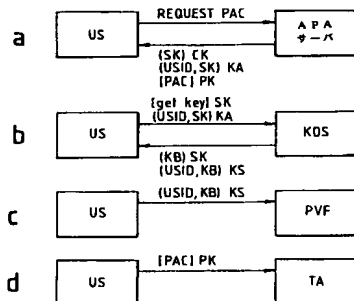 a
US
REQUEST PAC
(SK) CK
(USID,SK) KA
[PAC] PK
APA
サーバ
b
US
[get key] SK
(USID,SK) KA
(KB) SK
(USID,KB) KS
KDS
c
US
(USID,KB) KS
PVF
d
US
[PAC] PK
TA